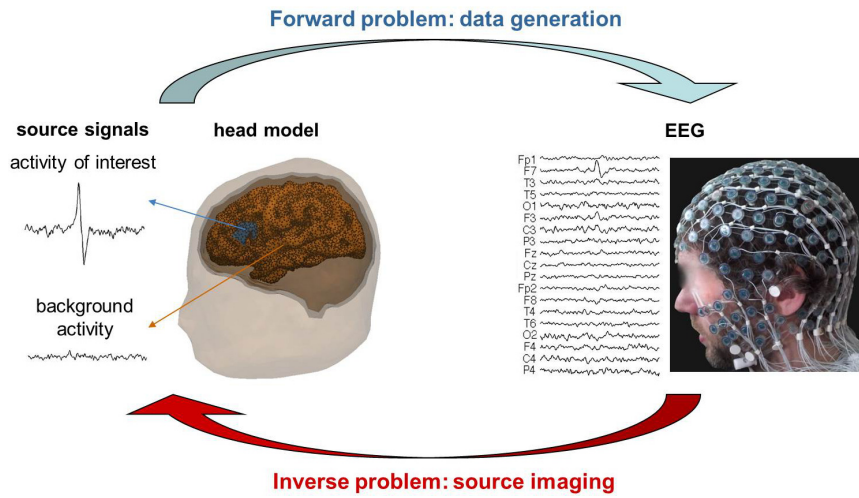 Forward problem: data generation
source signals
head model
EEG
activity of interest
background
activity
Fp1
F7
T3
T5
O1
F3
C3
P3
Fz
Cz
Pz
Fp2
F8
T4
T6
O2
F4
C4
P4
Inverse problem: source imaging